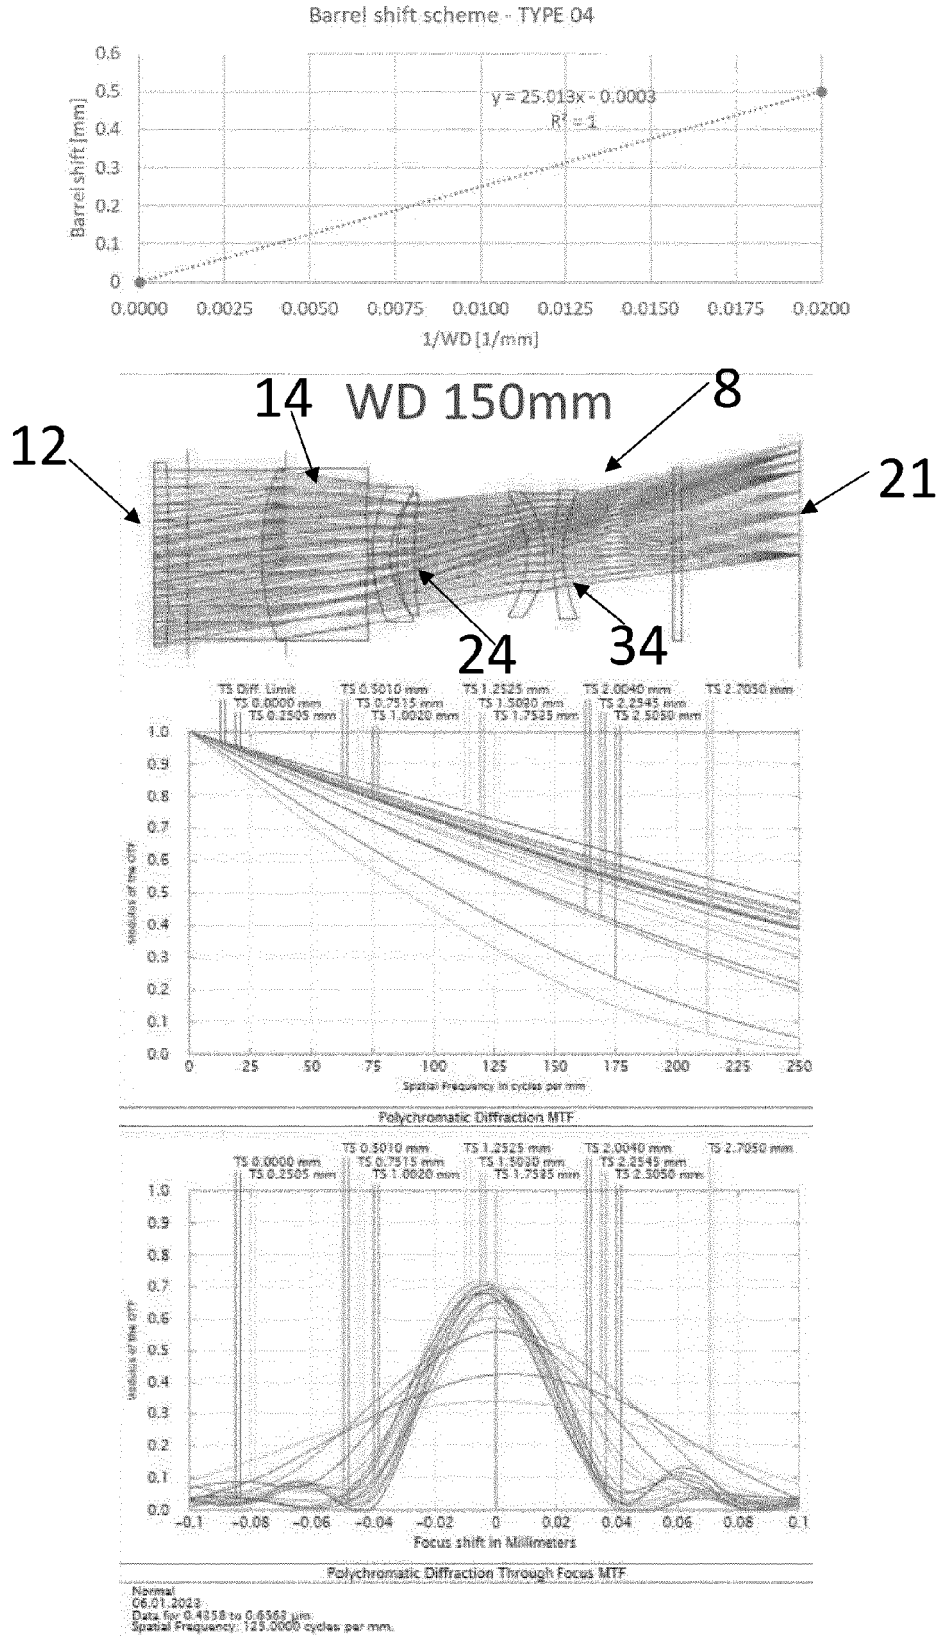 Barrel shift scheme - TYPE 04
0.6
0.5
0.4
0.3
0.2
0.1
0
Barrel shift [mm]
y = 25.013x - 0.0003
R² = 1
0.0000 0.0025 0.0050 0.0075 0.0100 0.0125 0.0150 0.0175 0.0200
1/WD [1/mm]
WD 150mm
14
8
12
21
24
34
TS Diff. Limit TS 0.5010 mm TS 1.2525 mm TS 2.0040 mm TS 2.7050 mm
TS 0.0000 mm TS 0.7515 mm TS 1.5030 mm TS 2.2545 mm
TS 0.2505 mm TS 1.0020 mm TS 1.7535 mm TS 2.5050 mm
1.0
0.9
0.8
0.7
0.6
0.5
0.4
0.3
0.2
0.1
0.0
Modulus of the OTF
0 25 50 75 100 125 150 175 200 225 250
Spatial Frequency in cycles per mm
Polychromatic Diffraction MTF
TS 0.5010 mm TS 1.2525 mm TS 2.0040 mm TS 2.7050 mm
TS 0.0000 mm TS 0.7515 mm TS 1.5030 mm TS 2.2545 mm
TS 0.2505 mm TS 1.0020 mm TS 1.7535 mm TS 2.5050 mm
1.0
0.9
0.8
0.7
0.6
0.5
0.4
0.3
0.2
0.1
0.0
Modulus of the OTF
-0.1 -0.08 -0.06 -0.04 -0.02 0 0.02 0.04 0.06 0.08 0.1
Focus shift in Millimeters
Polychromatic Diffraction Through Focus MTF
Normal
06.01.2023
Data for 0.4358 to 0.6563 µm.
Spatial Frequency: 125.0000 cycles per mm.